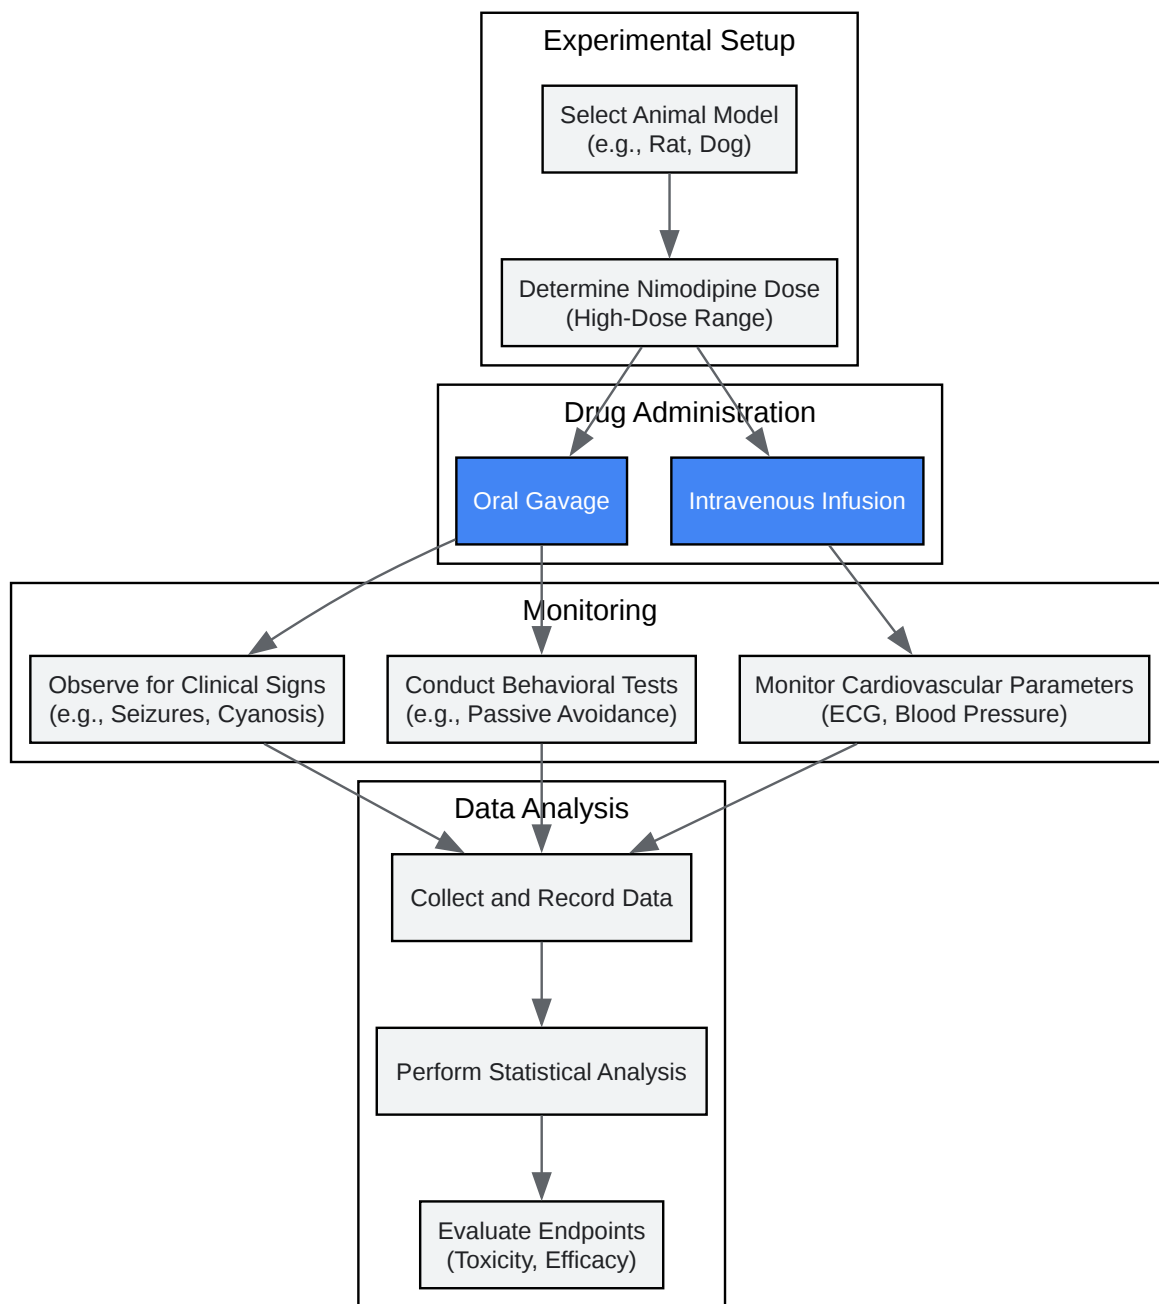 Experimental Setup
Select Animal Model
(e.g., Rat, Dog)
Determine Nimodipine Dose
(High-Dose Range)
Drug Administration
Oral Gavage
Intravenous Infusion
Monitoring
Observe for Clinical Signs
(e.g., Seizures, Cyanosis)
Conduct Behavioral Tests
(e.g., Passive Avoidance)
Monitor Cardiovascular Parameters
(ECG, Blood Pressure)
Data Analysis
Collect and Record Data
Perform Statistical Analysis
Evaluate Endpoints
(Toxicity, Efficacy)